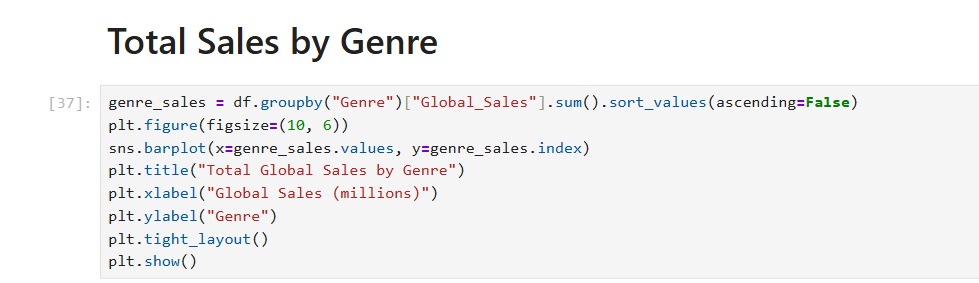 Total Sales by Genre
[37]: genre_sales = df.groupby("Genre")["Global_Sales"].sum().sort_values(ascending=False)
plt.figure(figsize=(10, 6))
sns.barplot(x=genre_sales.values, y=genre_sales.index)
plt.title("Total Global Sales by Genre")
plt.xlabel("Global Sales (millions)")
plt.ylabel("Genre")
plt.tight_layout()
plt.show()